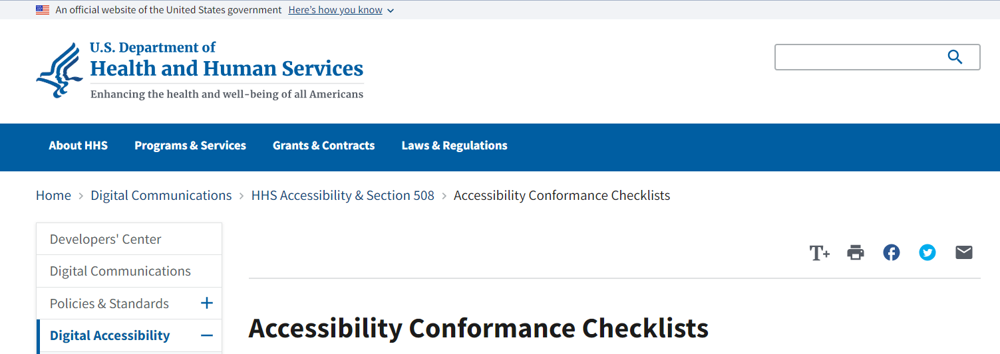 An official website of the United States government Here's how you know
U.S. Department of
Health and Human Services
Enhancing the health and well-being of all Americans
About HHS Programs & Services Grants & Contracts Laws & Regulations
Home > Digital Communications > HHS Accessibility & Section 508 > Accessibility Conformance Checklists
Developers' Center
Digital Communications
Policies & Standards +
Digital Accessibility –
T+
Accessibility Conformance Checklists